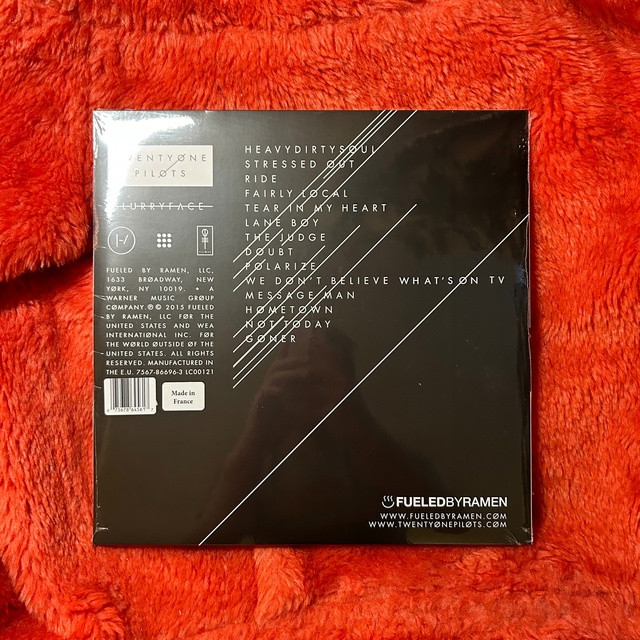 TWENTYØNE
PILØTS
BLURRYFACE
|-/
HEAVYDIRTYSOUL
STRESSED OUT
RIDE
FAIRLY LOCAL
TEAR IN MY HEART
LANE BOY
THE JUDGE
DOUBT
POLARIZE
WE DON'T BELIEVE WHAT'S ON TV
MESSAGE MAN
HOMETOWN
NOT TODAY
GONER
FUELED BY RAMEN, LLC,
1633 BRØADWAY, NEW
YØRK, NY 10019. • A
WARNER MUSIC GRØUP
CØMPANY. ℗ © 2015 FUELED
BY RAMEN, LLC FØR THE
UNITED STATES AND WEA
INTERNATIØNAL INC. FØR
THE WØRLD ØUTSIDE ØF THE
UNITED STATES. ALL RIGHTS
RESERVED. MANUFACTURED IN
THE E.U. 7567-86696-3 LC00121
Made in
France
FUELEDBYRAMEN
WWW.FUELEDBYRAMEN.CØM
WWW.TWENTYØNEPILØTS.CØM